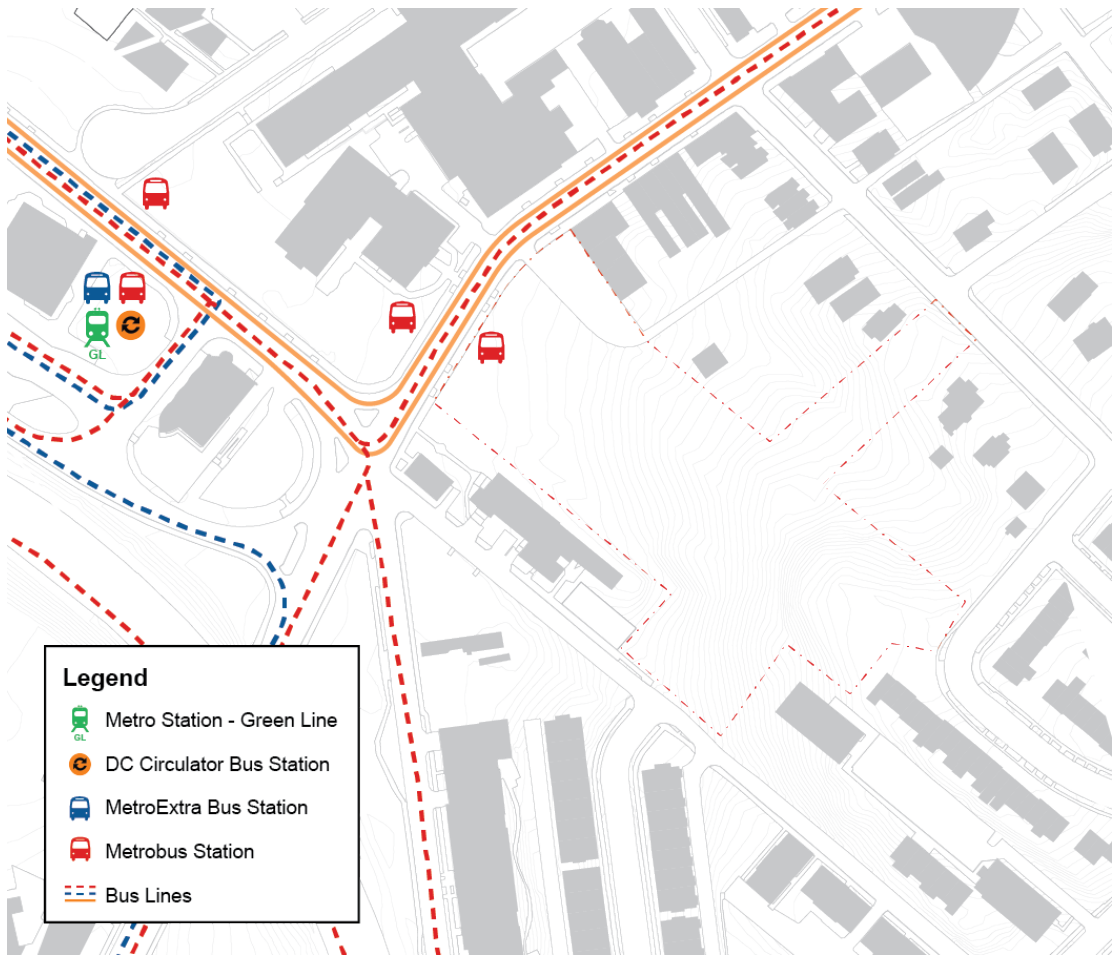 GL
Legend
GL
Metro Station - Green Line
DC Circulator Bus Station
MetroExtra Bus Station
Metrobus Station
Bus Lines